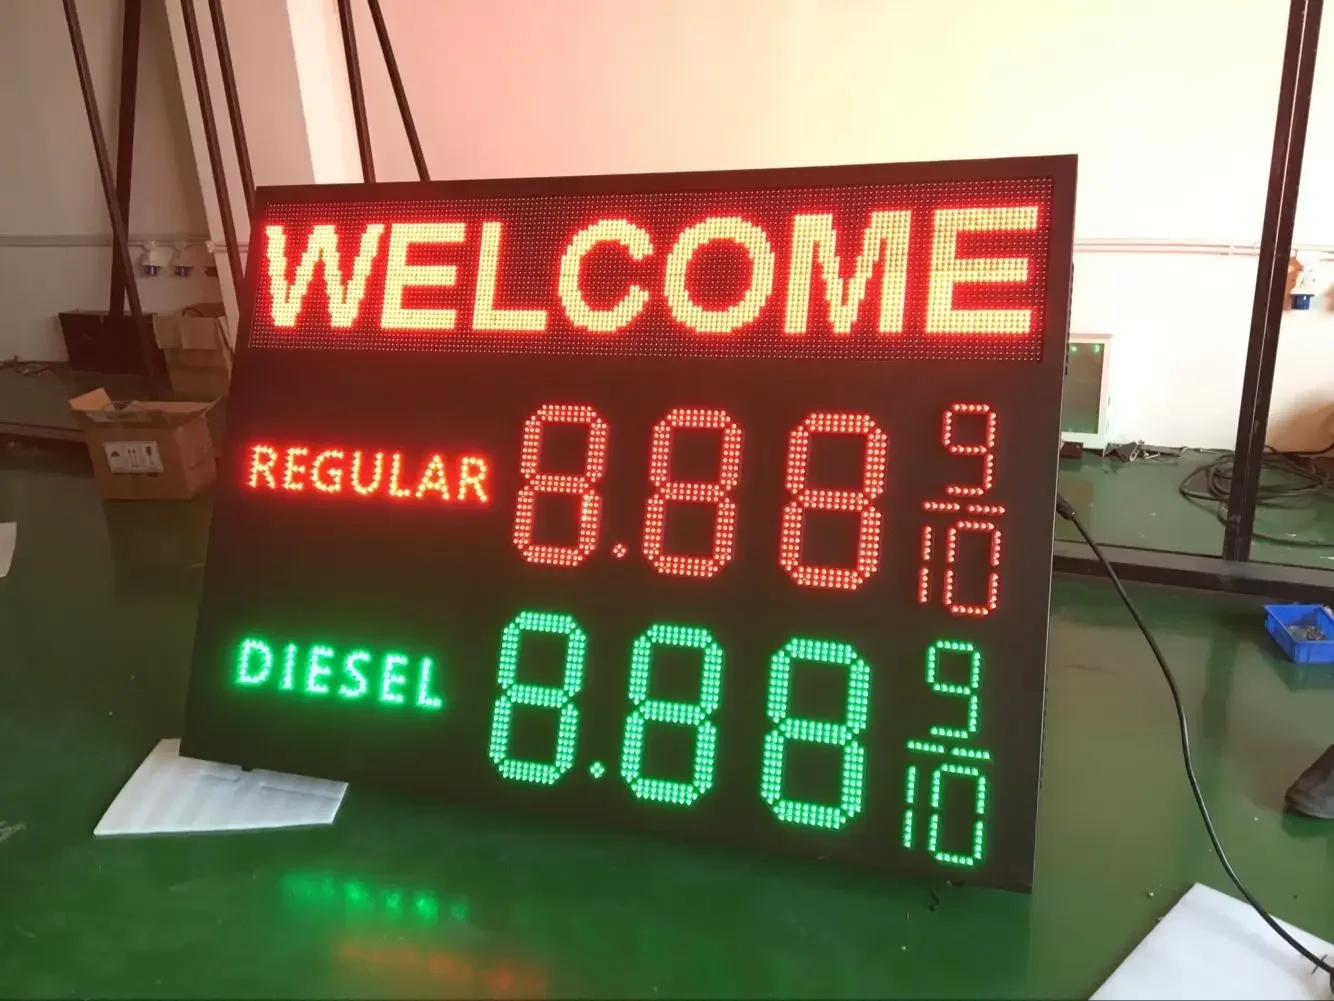 WELCOME
REGULAR 8.88 9/10
DIESEL 8.88 9/10